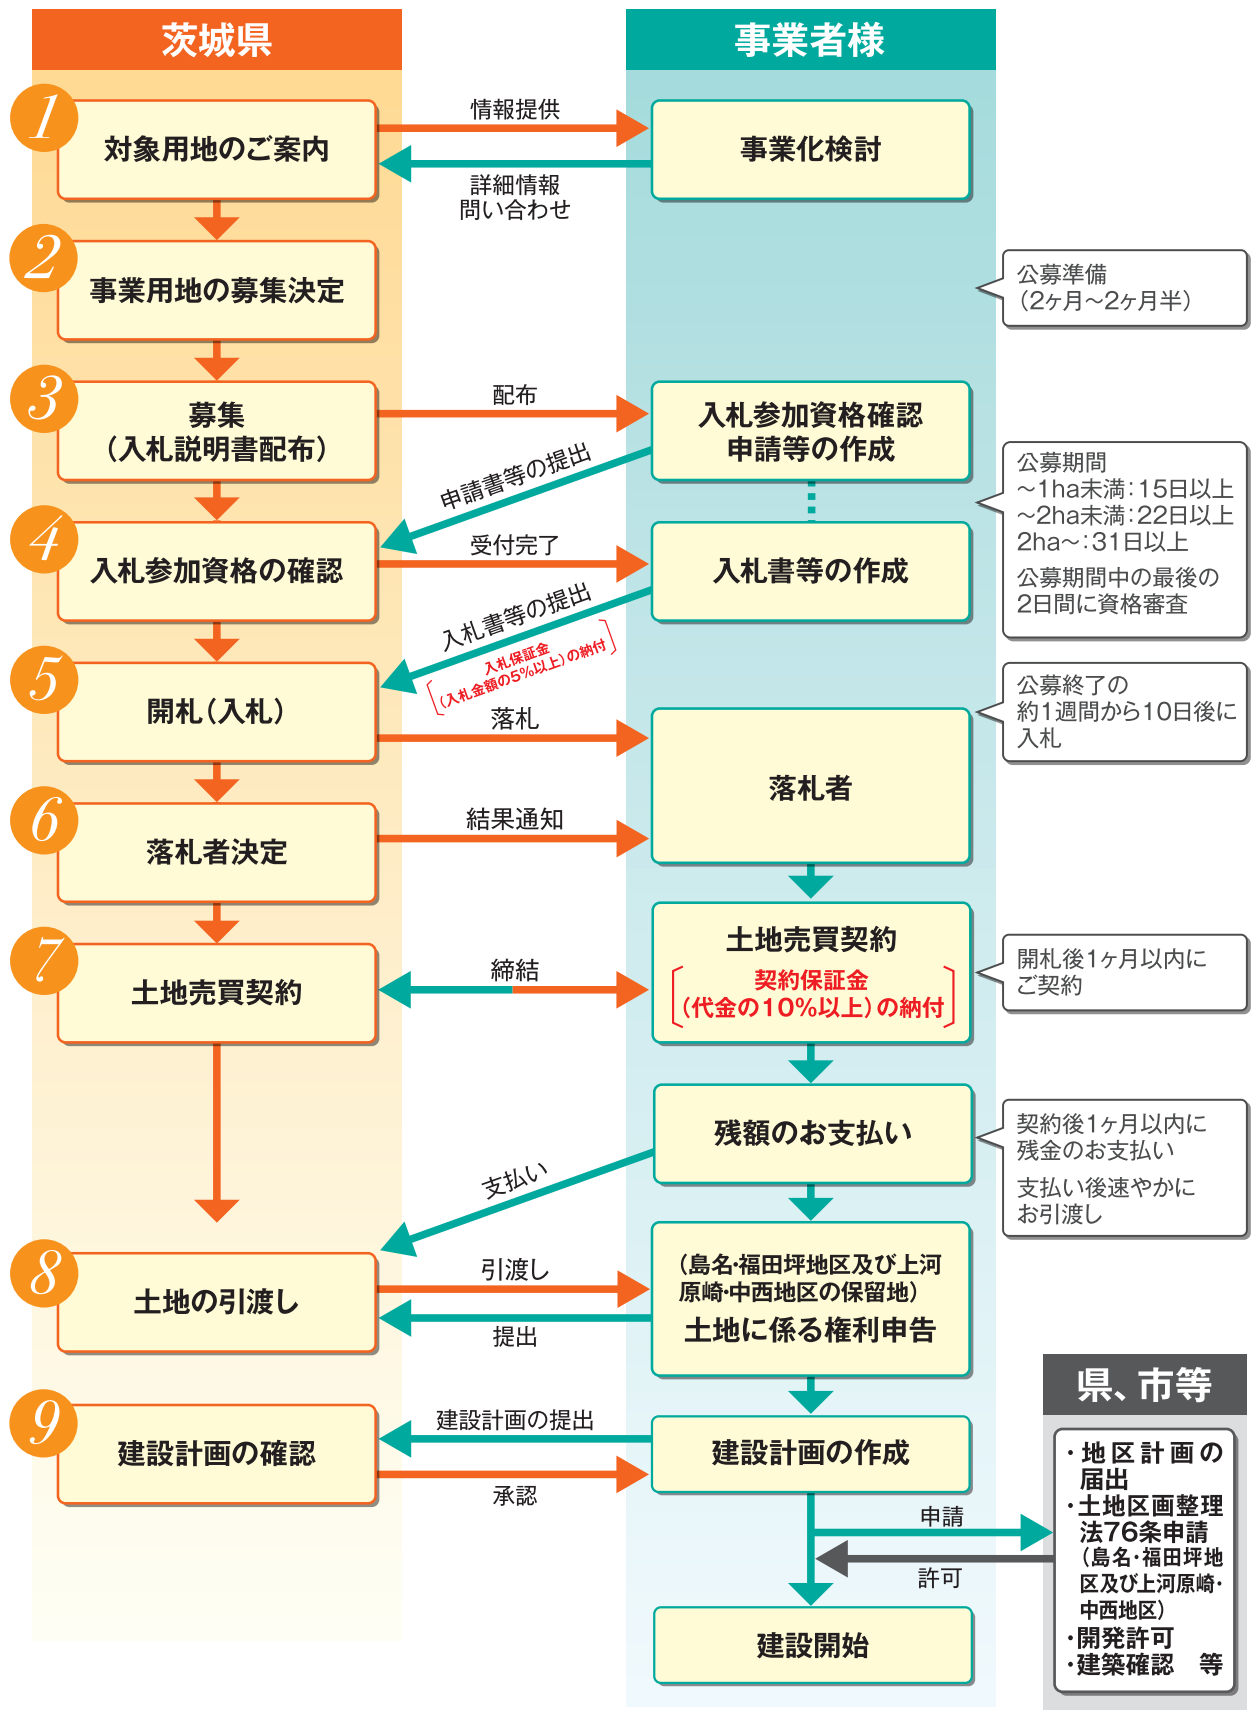 茨城県
事業者様
1
対象用地のご案内
情報提供
詳細情報
問い合わせ
事業化検討
2
事業用地の募集決定
公募準備
（2ヶ月～2ヶ月半）
3
募集
（入札説明書配布）
配布
入札参加資格確認
申請等の作成
申請書等の提出
公募期間
～1ha未満：15日以上
～2ha未満：22日以上
2ha～：31日以上
公募期間中の最後の
2日間に資格審査
4
入札参加資格の確認
受付完了
入札書等の作成
入札書等の提出
入札保証金
（入札金額の5%以上）の納付
5
開札（入札）
落札
落札者
公募終了の
約1週間から10日後に
入札
6
落札者決定
結果通知
7
土地売買契約
締結
土地売買契約
契約保証金
（代金の10%以上）の納付
開札後1ヶ月以内に
ご契約
残額のお支払い
支払い
契約後1ヶ月以内に
残金のお支払い
支払い後速やかに
お引渡し
8
土地の引渡し
引渡し
提出
（島名・福田坪地区及び上河
原崎・中西地区の保留地）
土地に係る権利申告
9
建設計画の確認
建設計画の提出
承認
建設計画の作成
申請
許可
建設開始
県、市等
・地区計画の
届出
・土地区画整理
法76条申請
（島名・福田坪地
区及び上河原崎・
中西地区）
・開発許可
・建築確認　等